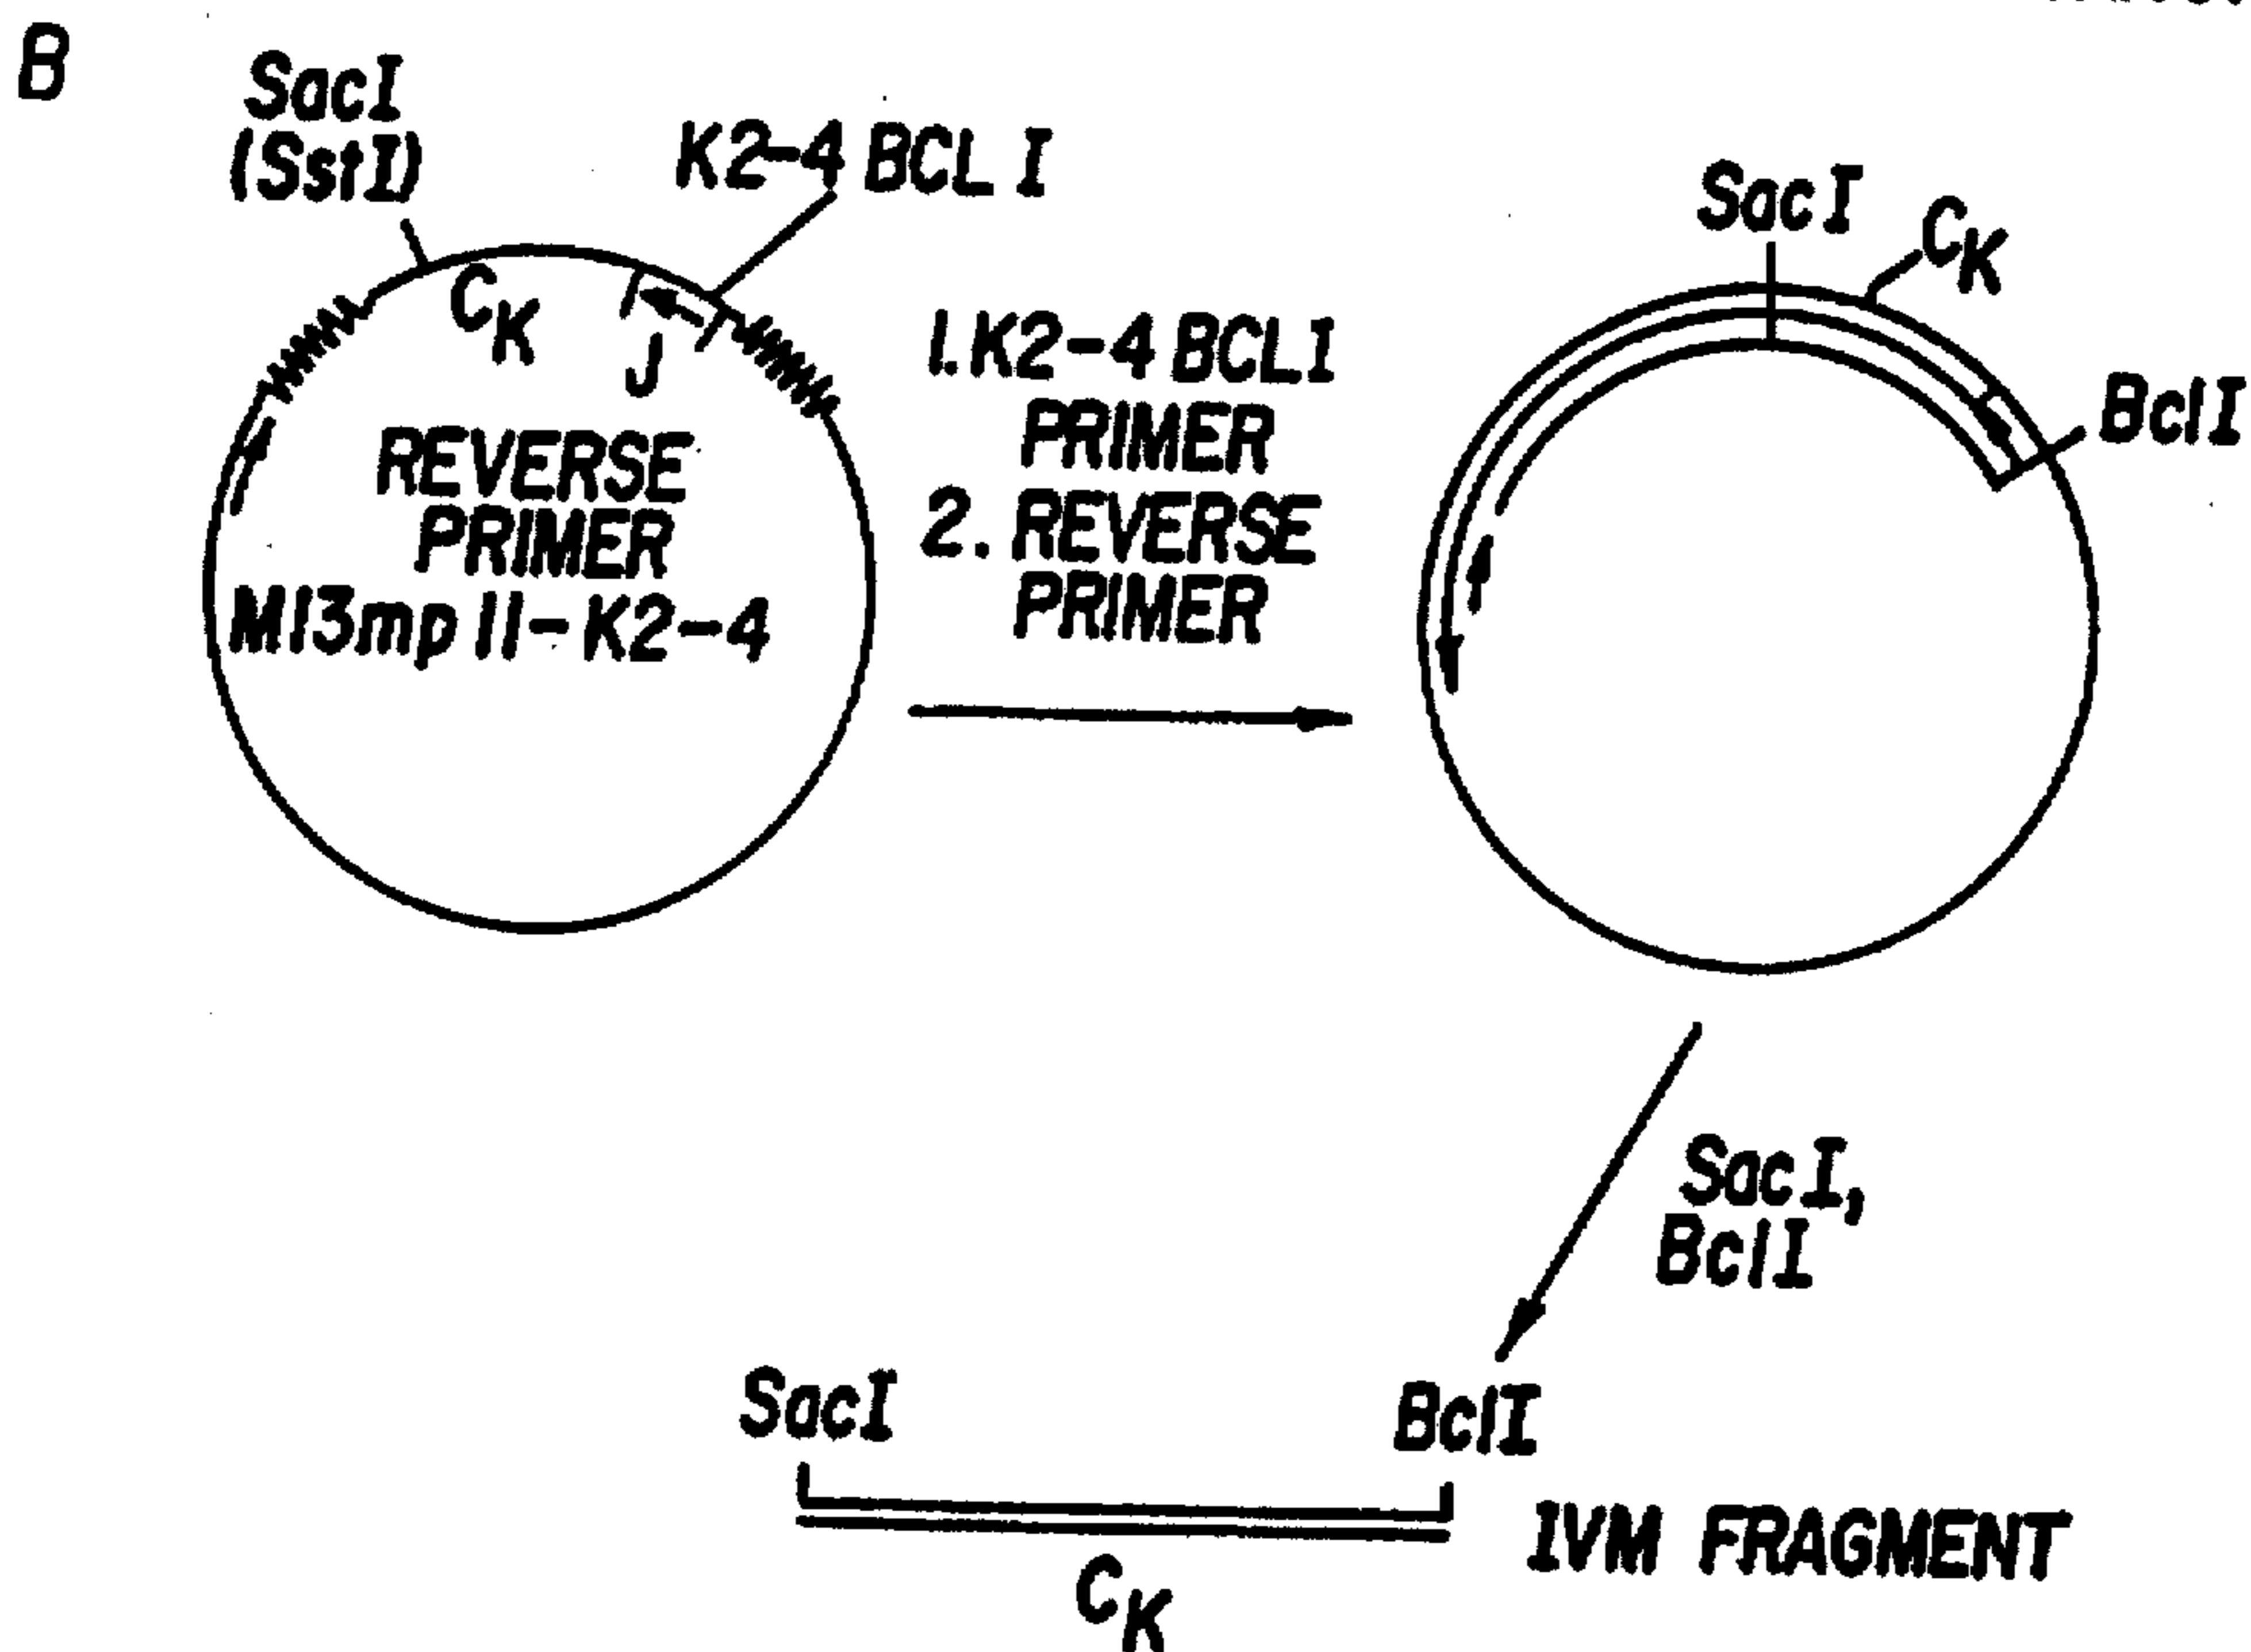 B
SacI
(SstI)
K2-4 BCL I
CK
J
REVERSE
PRIMER
M13mp11-K2-4
1. K2-4 BCL I
PRIMER
2. REVERSE
PRIMER
SacI
CK
BclI
SacI,
BclI
SacI
BclI
IVM FRAGMENT
CK